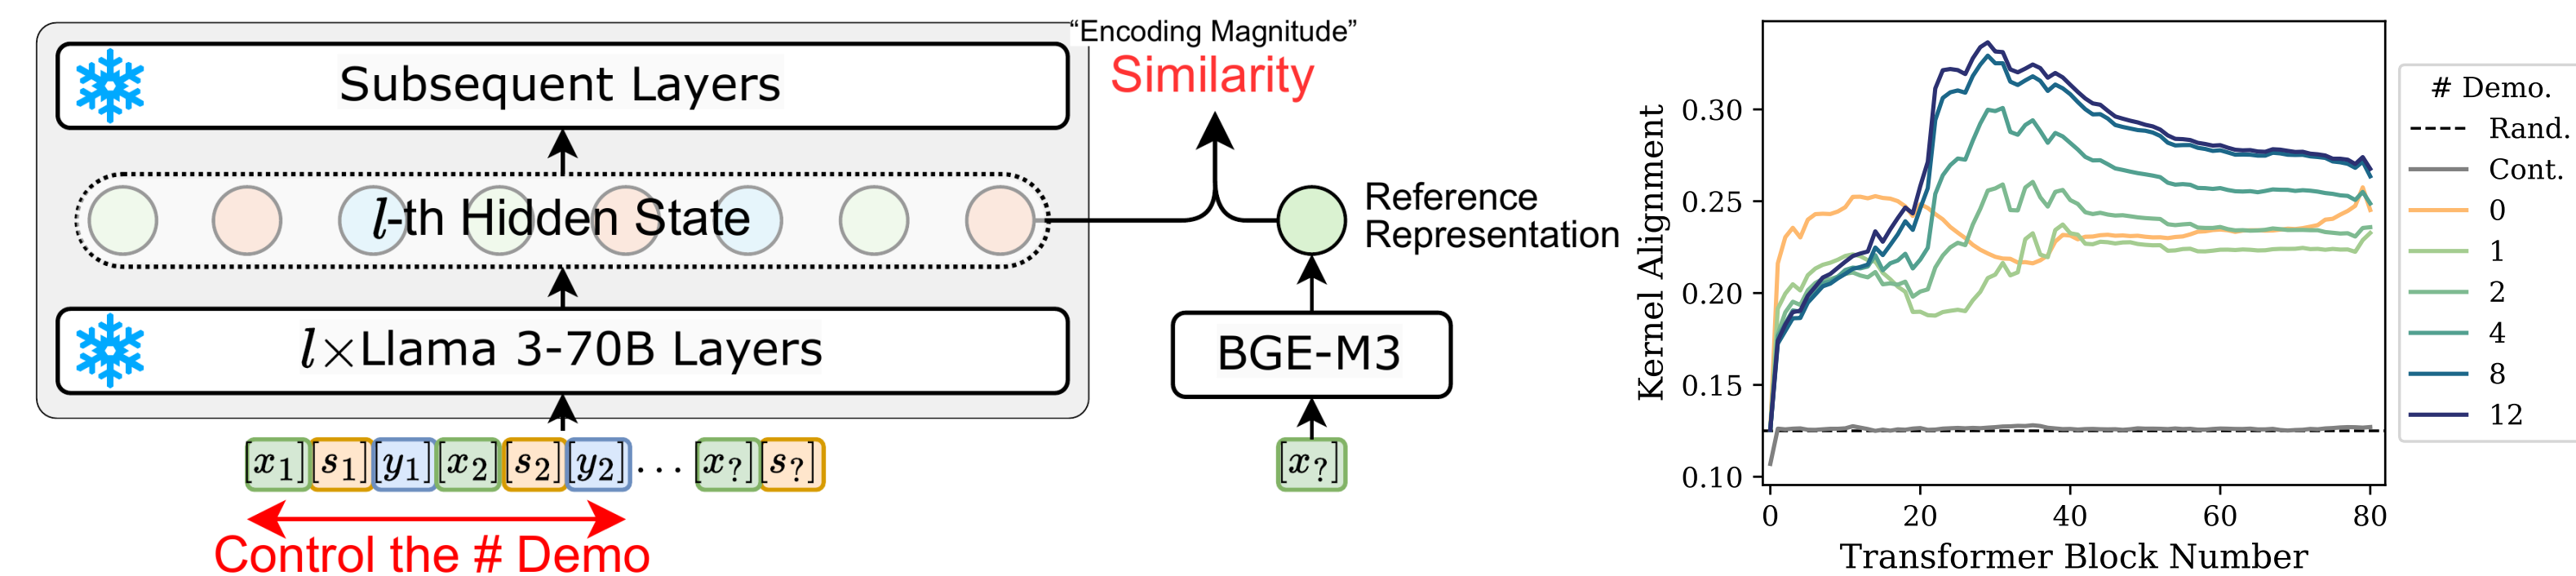 “Encoding Magnitude”
Similarity
Subsequent Layers
l-th Hidden State
Reference
Representation
l×Llama 3-70B Layers
BGE-M3
[x1] [s1] [y1] [x2] [s2] [y2] ... [x?] [s?]
[x?]
Control the # Demo
Kernel Alignment
0.30
0.25
0.20
0.15
0.10
0 20 40 60 80
Transformer Block Number
# Demo.
Rand.
Cont.
0
1
2
4
8
12